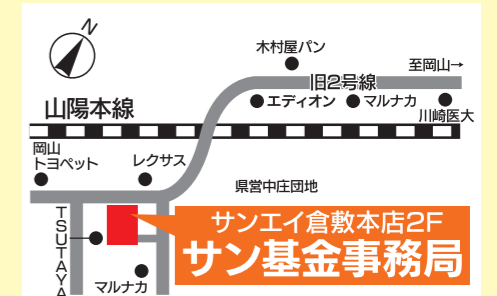 N
木村屋パン
至岡山→
旧2号線
エディオン
マルナカ
川崎医大
山陽本線
岡山
トヨペット
レクサス
県営中庄団地
TSUTAYA
サンエイ倉敷本店2F
サン基金事務局
マルナカ